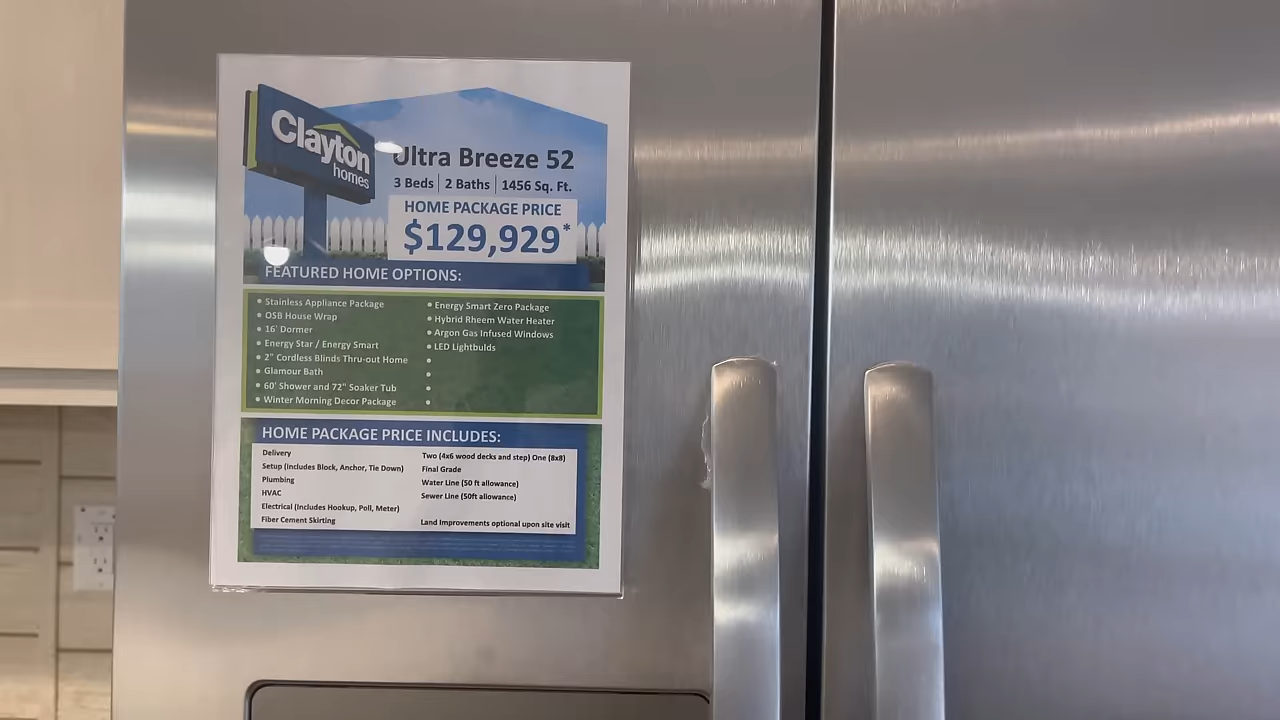 Clayton
homes
Ultra Breeze 52
3 Beds | 2 Baths | 1456 Sq. Ft.
HOME PACKAGE PRICE
$129,929*
FEATURED HOME OPTIONS:
• Stainless Appliance Package
• OSB House Wrap
• 16' Dormer
• Energy Star / Energy Smart
• 2" Cordless Blinds Thru-out Home
• Glamour Bath
• 60' Shower and 72" Soaker Tub
• Winter Morning Decor Package
• Energy Smart Zero Package
• Hybrid Rheem Water Heater
• Argon Gas Infused Windows
• LED Lightbulds
HOME PACKAGE PRICE INCLUDES:
Delivery
Setup (Includes Block, Anchor, Tie Down)
Plumbing
HVAC
Electrical (Includes Hookup, Poll, Meter)
Fiber Cement Skirting
Two (4x6 wood decks and step) One (8x8)
Final Grade
Water Line (50 ft allowance)
Sewer Line (50ft allowance)
Land Improvements optional upon site visit